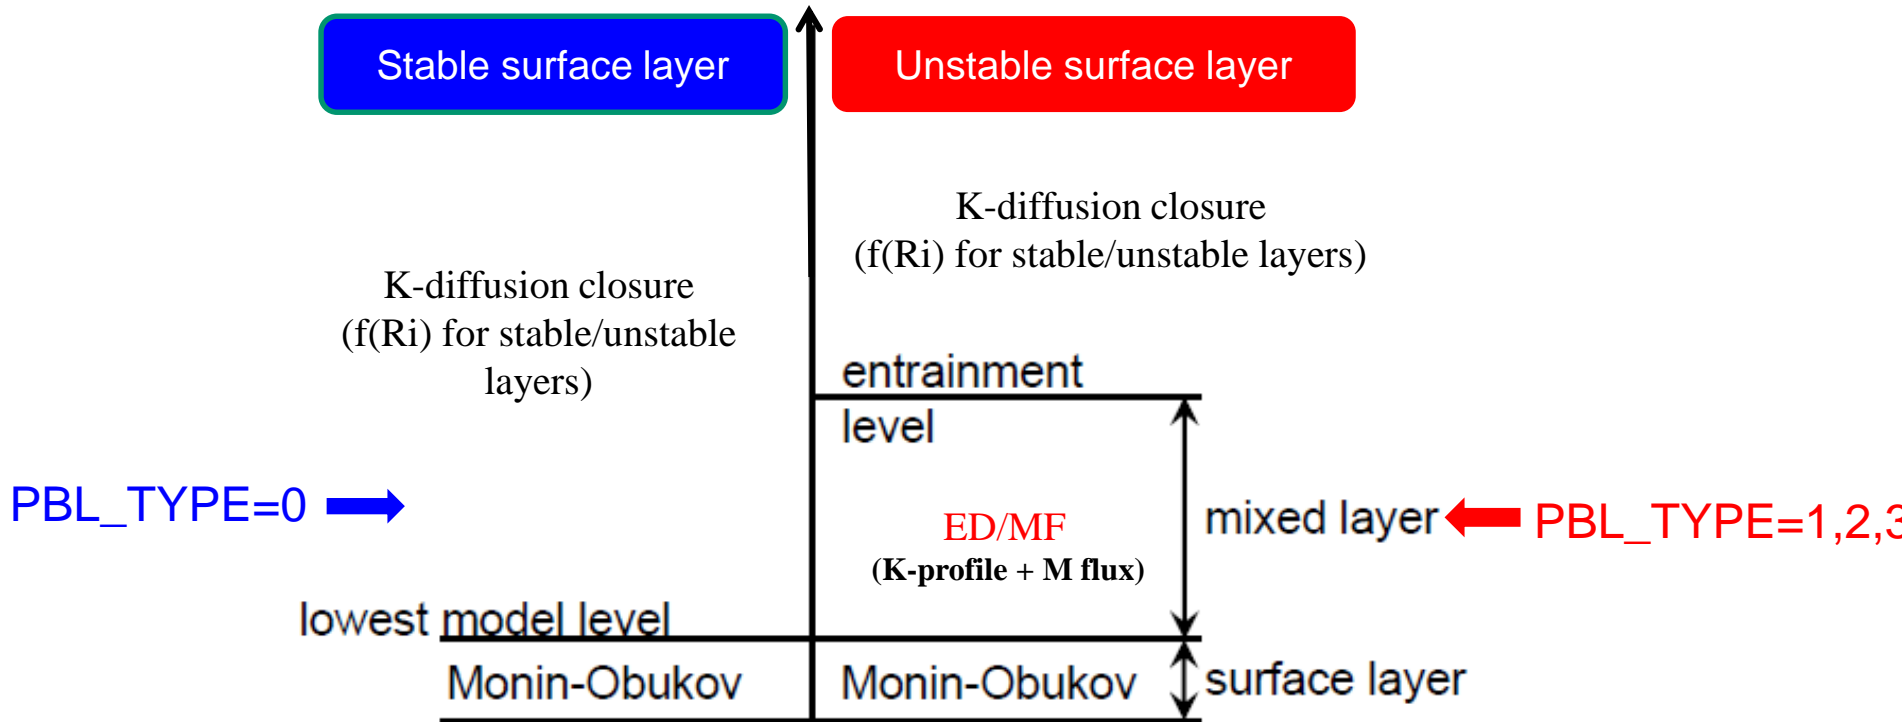 Stable surface layer
Unstable surface layer
K-diffusion closure
(f(Ri) for stable/unstable layers)
K-diffusion closure
(f(Ri) for stable/unstable
layers)
entrainment
level
PBL_TYPE=0
ED/MF
(K-profile + M flux)
mixed layer
PBL_TYPE=1,2,3
lowest model level
Monin-Obukov
Monin-Obukov
surface layer